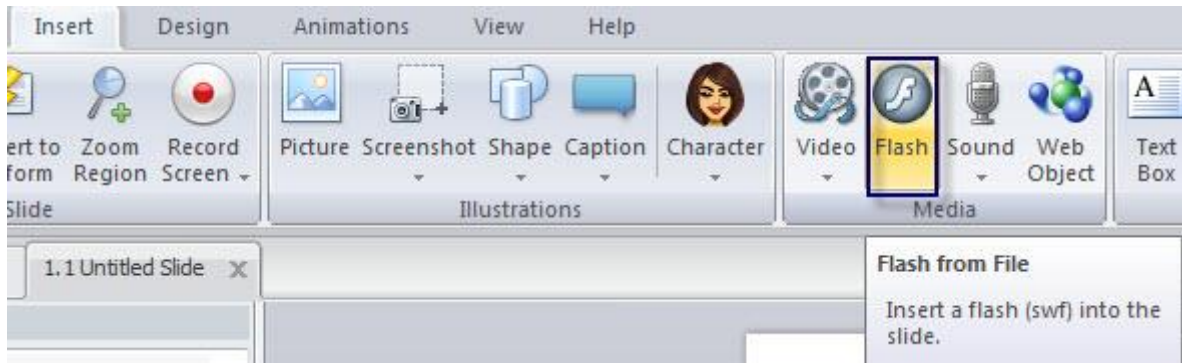 Insert Design Animations View Help
ert to Zoom Record Picture Screenshot Shape Caption Character Video Flash Sound Web Text
form Region Screen Object Box
Slide Illustrations Media
1.1 Untitled Slide
Flash from File
Insert a flash (swf) into the
slide.